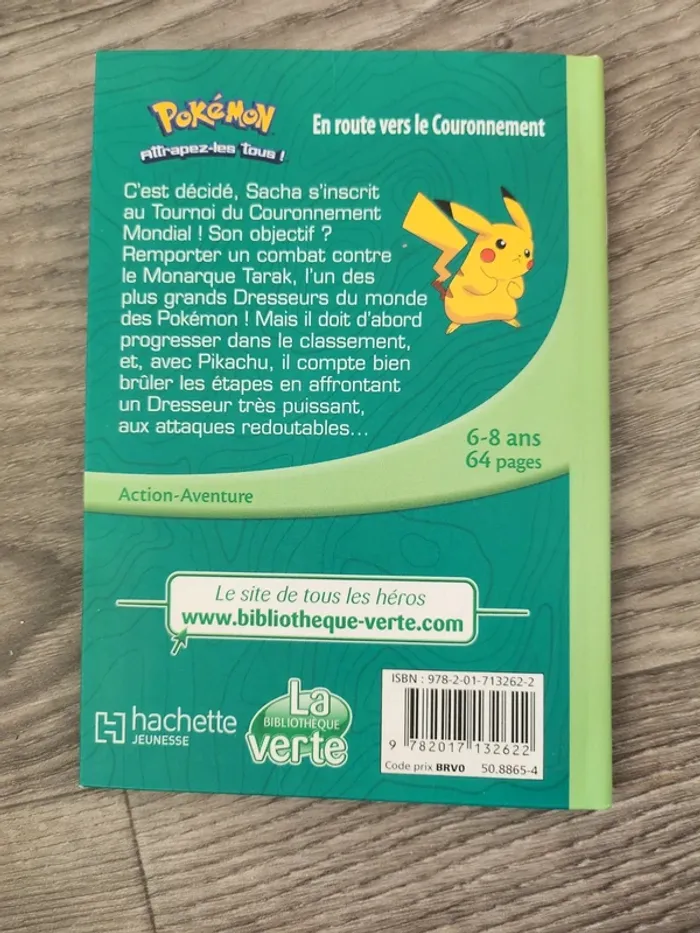 POKéMON
Attrapez-les Tous !
En route vers le Couronnement
C'est décidé, Sacha s'inscrit
au Tournoi du Couronnement
Mondial ! Son objectif ?
Remporter un combat contre
le Monarque Tarak, l'un des
plus grands Dresseurs du monde
des Pokémon ! Mais il doit d'abord
progresser dans le classement,
et, avec Pikachu, il compte bien
brûler les étapes en affrontant
un Dresseur très puissant,
aux attaques redoutables...
6-8 ans
64 pages
Action-Aventure
Le site de tous les héros
www.bibliotheque-verte.com
hachette
JEUNESSE
La
BIBLIOTHÈQUE
verte
ISBN : 978-2-01-713262-2
9 782017 132622
Code prix BRV0 50.8865-4